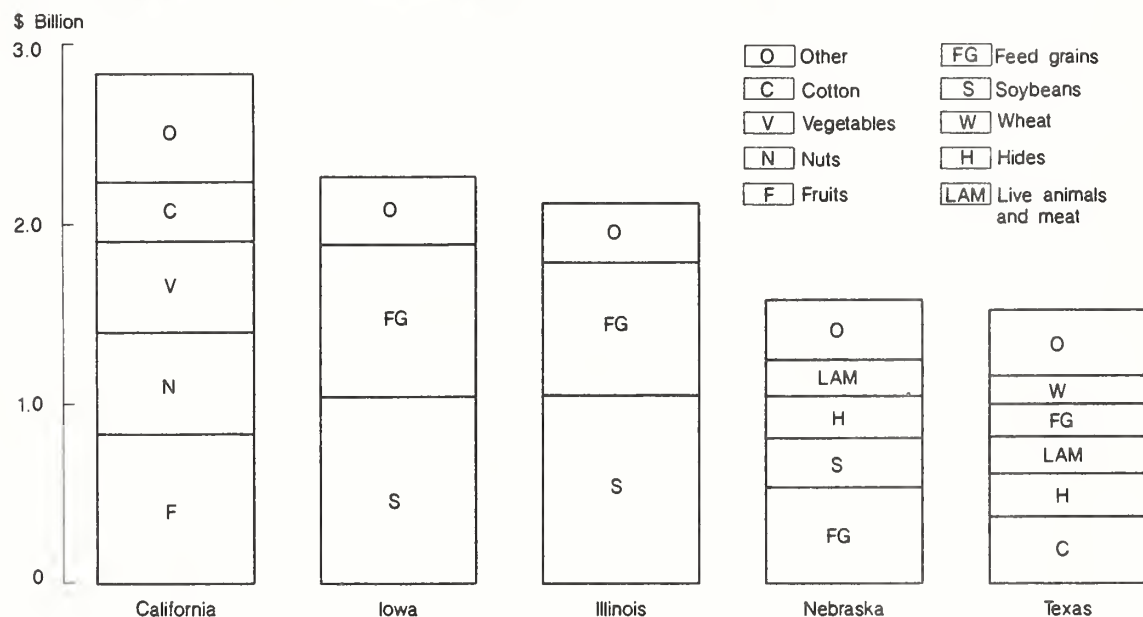 $ Billion
3.0
2.0
1.0
0
O Other
C Cotton
V Vegetables
N Nuts
F Fruits
FG Feed grains
S Soybeans
W Wheat
H Hides
LAM Live animals
and meat
O
C
V
N
F
O
FG
S
O
FG
S
O
LAM
H
S
FG
O
W
FG
LAM
H
C
California Iowa Illinois Nebraska Texas